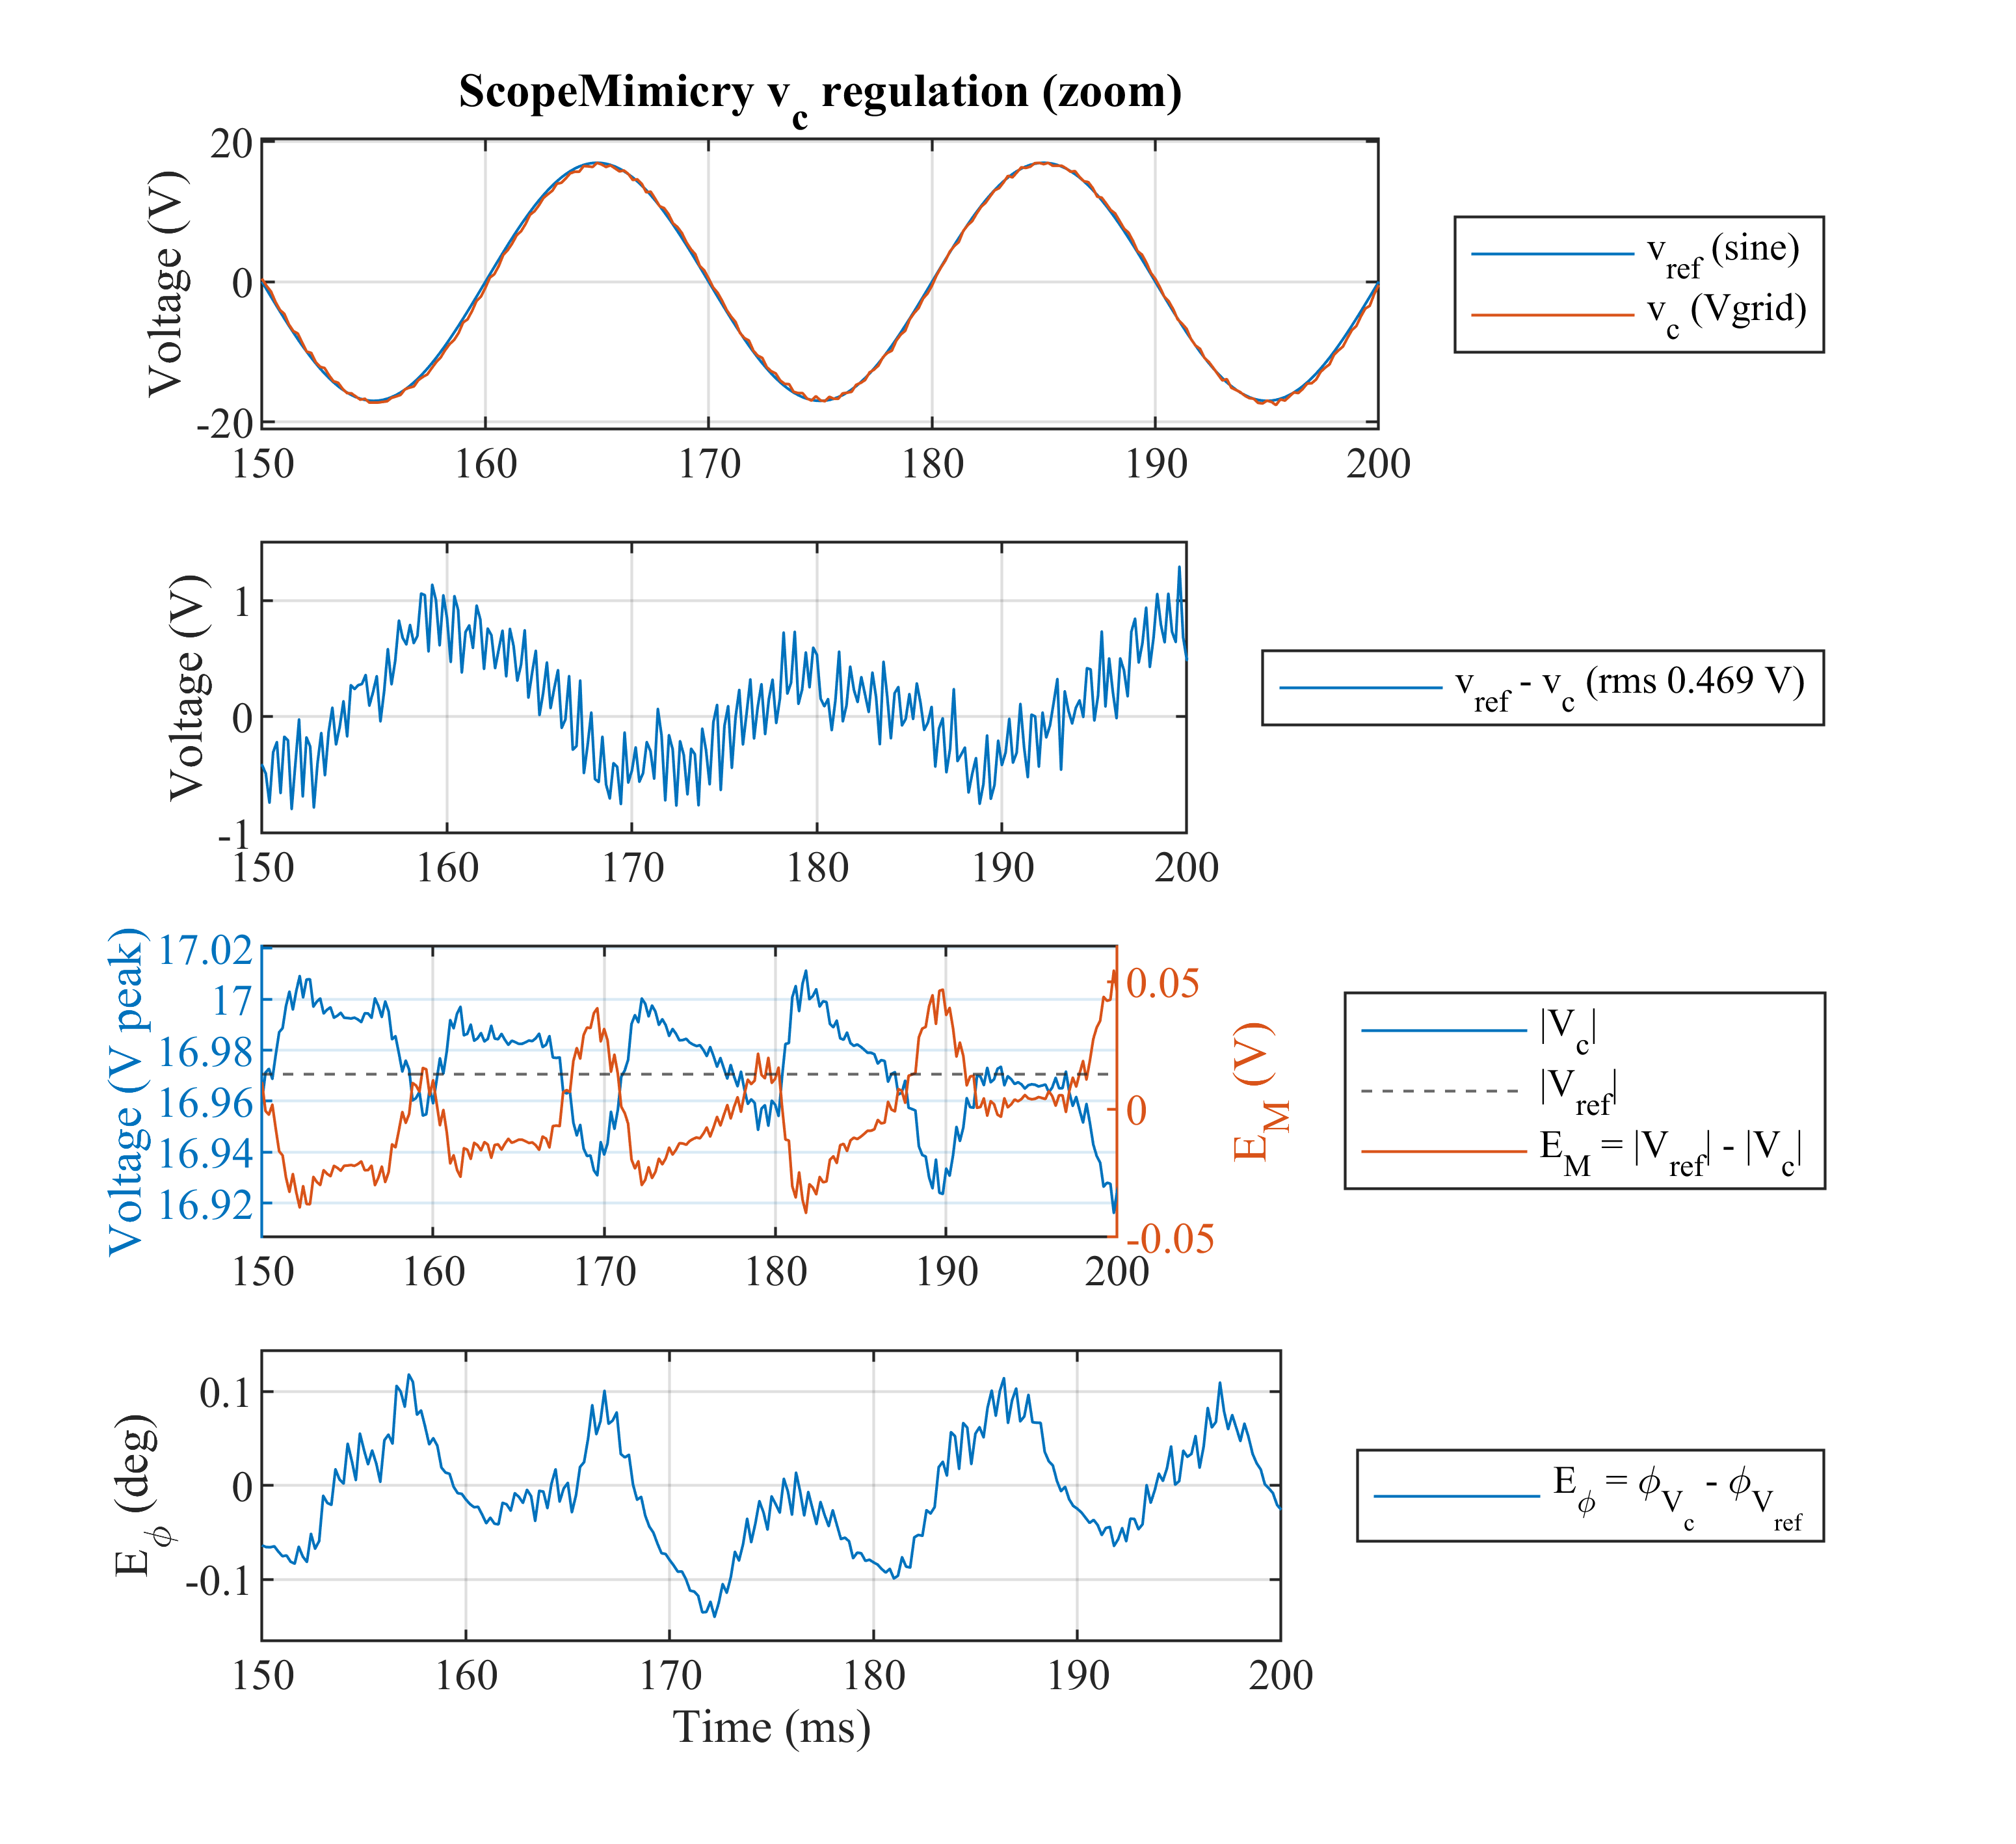 ScopeMimicry v_c regulation (zoom)
Voltage (V)
20
0
-20
150 160 170 180 190 200
v_ref (sine)
v_c (Vgrid)
Voltage (V)
1
0
-1
150 160 170 180 190 200
v_ref - v_c (rms 0.469 V)
Voltage (V peak)
17.02
17
16.98
16.96
16.94
16.92
0.05
0
-0.05
E_M (V)
150 160 170 180 190 200
|V_c|
|V_ref|
E_M = |V_ref| - |V_c|
E_ϕ (deg)
0.1
0
-0.1
150 160 170 180 190 200
Time (ms)
E_ϕ = ϕ_V_c - ϕ_V_ref